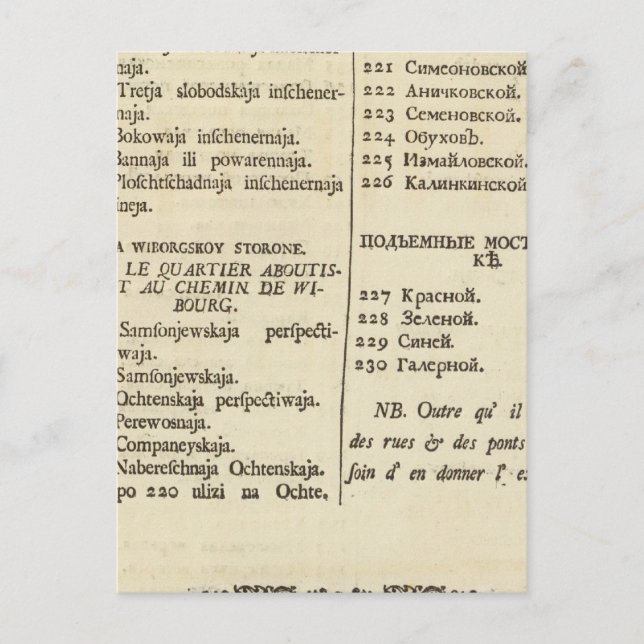 naja.
Tretja slobodskaja inſchener-
naja.
Bokowaja inſchenernaja.
Bannaja ili powarennaja.
Ploſchtſchadnaja inſchenernaja
ineja.
A WIBORGSKOY STORONE.
LE QUARTIER ABOUTIS-
T AU CHEMIN DE WI-
BOURG.
Samſonjewskaja perſpecti-
waja.
Samſonjewskaja.
Ochtenskaja perſpectiwaja.
Perewosnaja.
Companeyskaja.
Nabereſchnaja Ochtenskaja.
po 220 ulizi na Ochte.
221 Симеоновской
222 Аничковской.
223 Семеновской.
224 Обуховъ.
225 Измайловской.
226 Калинкинской
ПОДЪЕМНЫЕ МОСТ
КѢ.
227 Красной.
228 Зеленой.
229 Синей.
230 Галерной.
NB. Outre qu' il
des rues & des ponts
ſoin d' en donner l' e